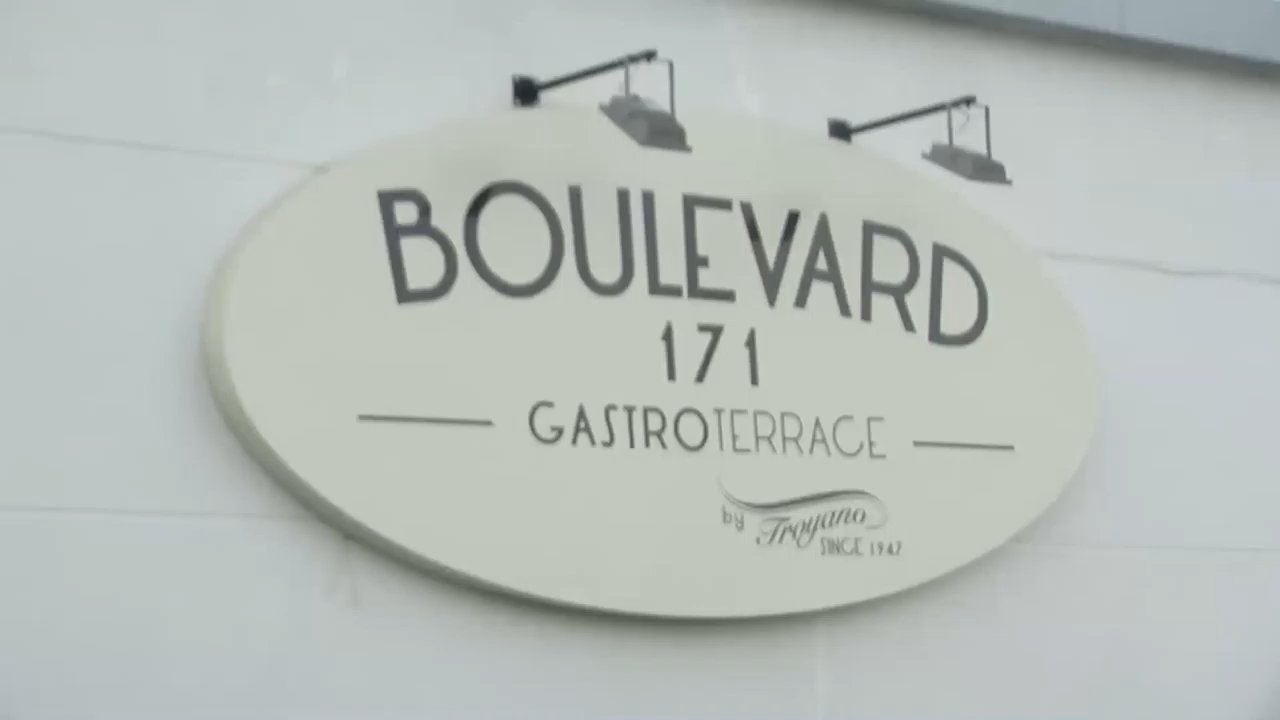 BOULEVARD
171
GASTROTERRACE
by Troyano
SINCE 1947